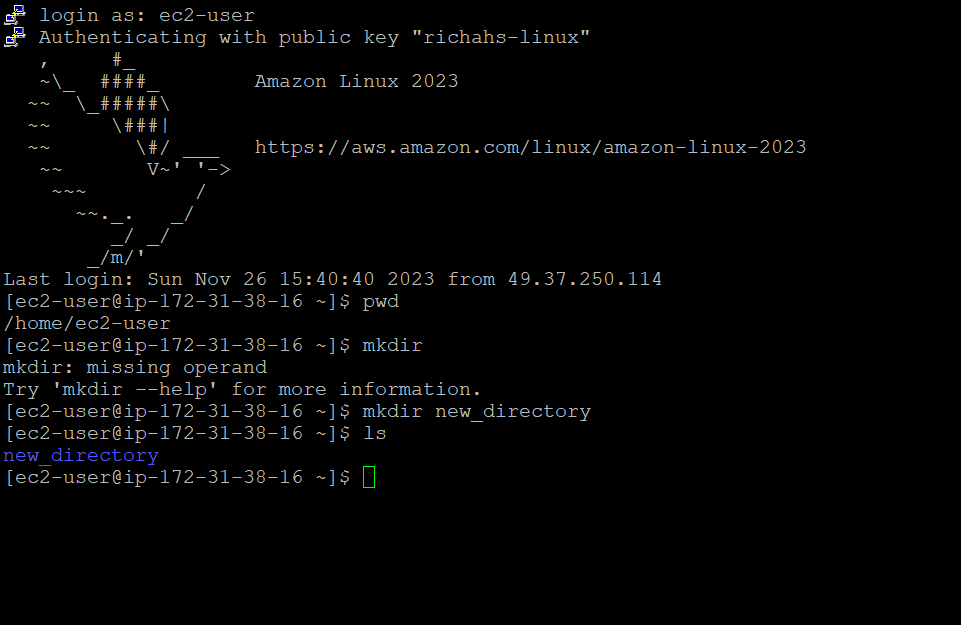 login as: ec2-user
Authenticating with public key "richahs-linux"
   ,     #_
   ~\_  ####_        Amazon Linux 2023
  ~~  \_#####\
  ~~     \###|
  ~~       \#/ ___   https://aws.amazon.com/linux/amazon-linux-2023
   ~~       V~' '->
    ~~~         /
      ~~._.   _/
         _/ _/
       _/m/'
Last login: Sun Nov 26 15:40:40 2023 from 49.37.250.114
[ec2-user@ip-172-31-38-16 ~]$ pwd
/home/ec2-user
[ec2-user@ip-172-31-38-16 ~]$ mkdir
mkdir: missing operand
Try 'mkdir --help' for more information.
[ec2-user@ip-172-31-38-16 ~]$ mkdir new_directory
[ec2-user@ip-172-31-38-16 ~]$ ls
new_directory
[ec2-user@ip-172-31-38-16 ~]$